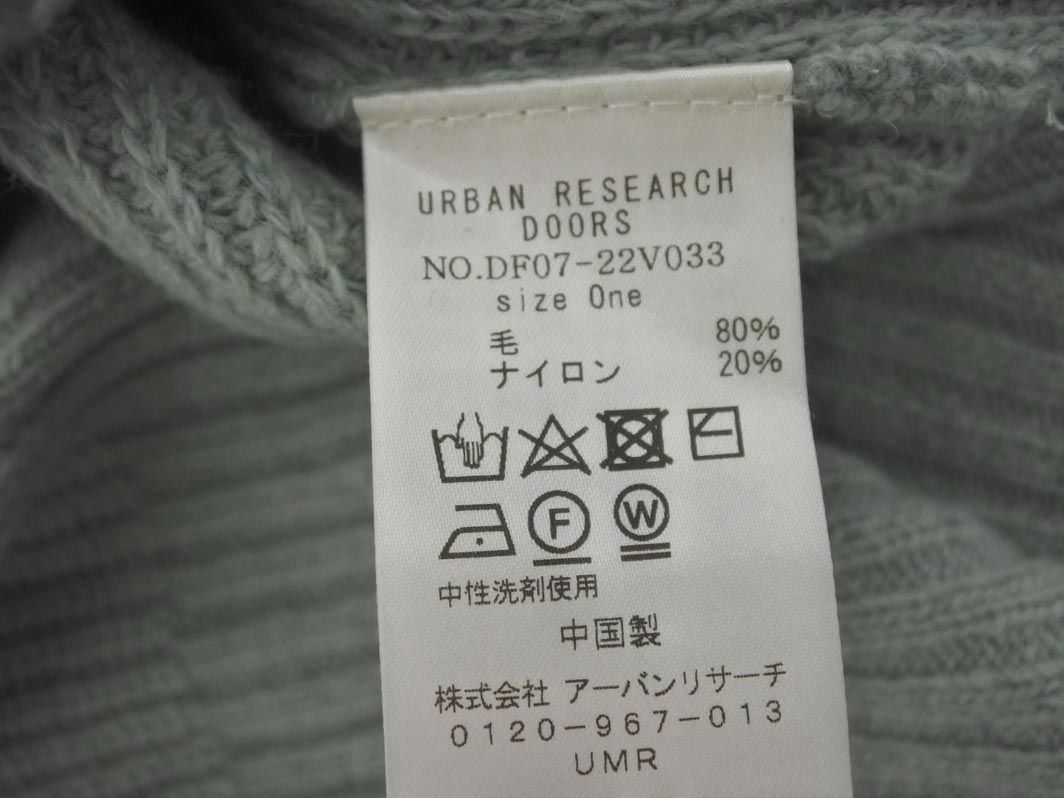 URBAN RESEARCH
DOORS
NO.DF07-22V033
size One
毛 80%
ナイロン 20%
F W
中性洗剤使用
中国製
株式会社 アーバンリサーチ
0120-967-013
UMR